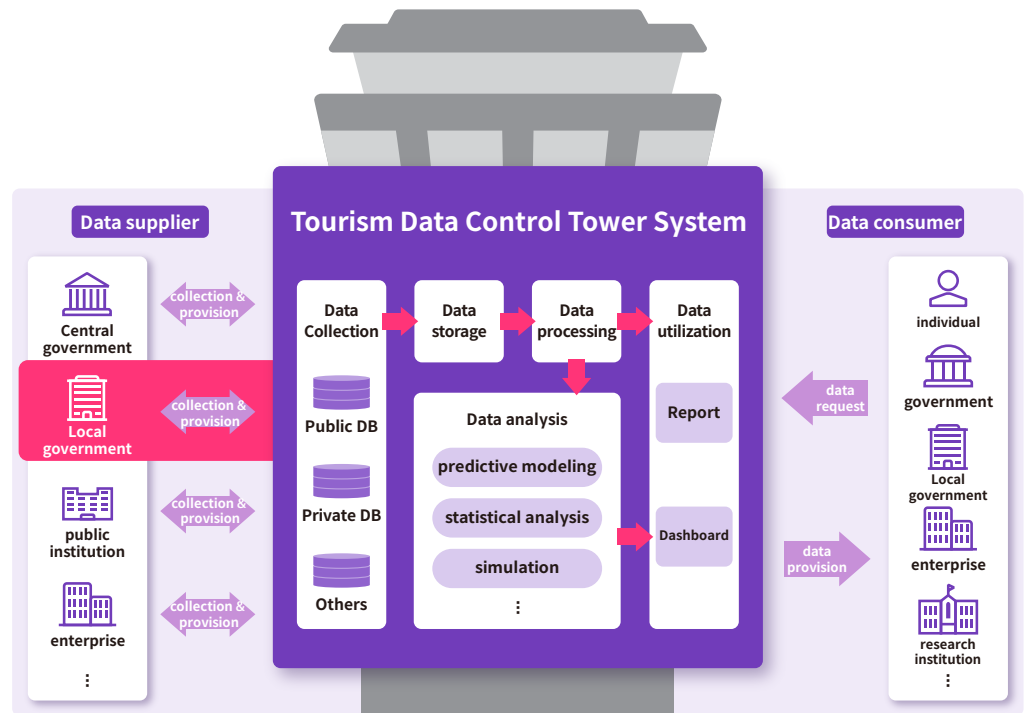 Tourism Data Control Tower System
Data supplier
Central
government
Local
government
public
institution
enterprise
collection &
provision
collection &
provision
collection &
provision
collection &
provision
Data
Collection
Public DB
Private DB
Others
Data
storage
Data
processing
Data analysis
predictive modeling
statistical analysis
simulation
Data
utilization
Report
Dashboard
data
request
data
provision
Data consumer
individual
government
Local
government
enterprise
research
institution